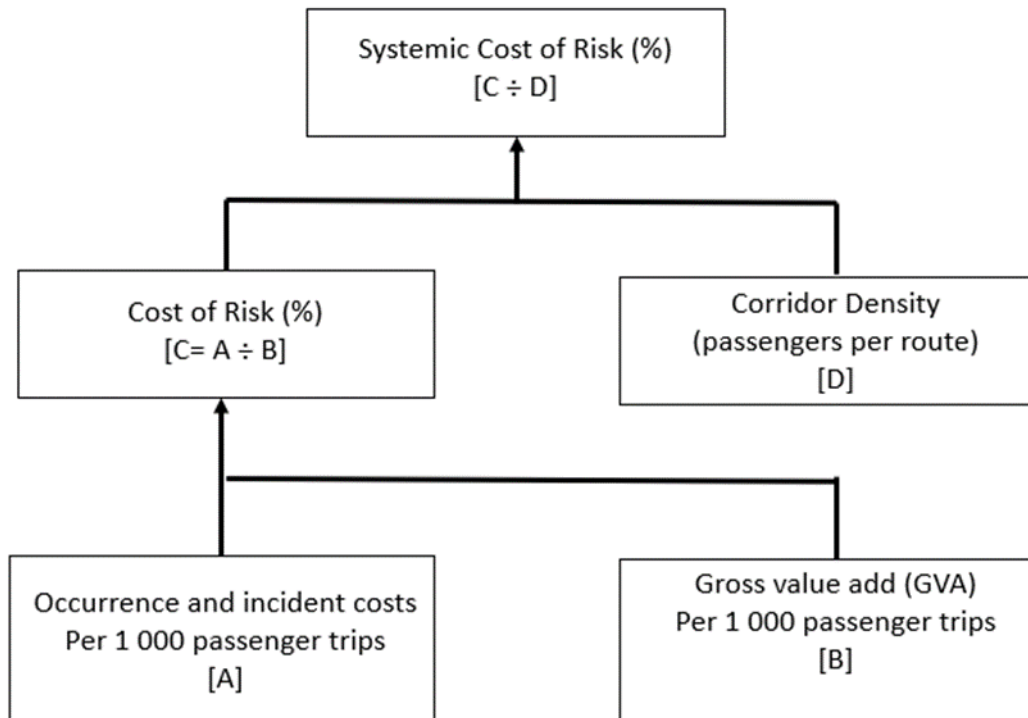 Systemic Cost of Risk (%)
[C ÷ D]
Cost of Risk (%)
[C= A ÷ B]
Corridor Density
(passengers per route)
[D]
Occurrence and incident costs
Per 1 000 passenger trips
[A]
Gross value add (GVA)
Per 1 000 passenger trips
[B]